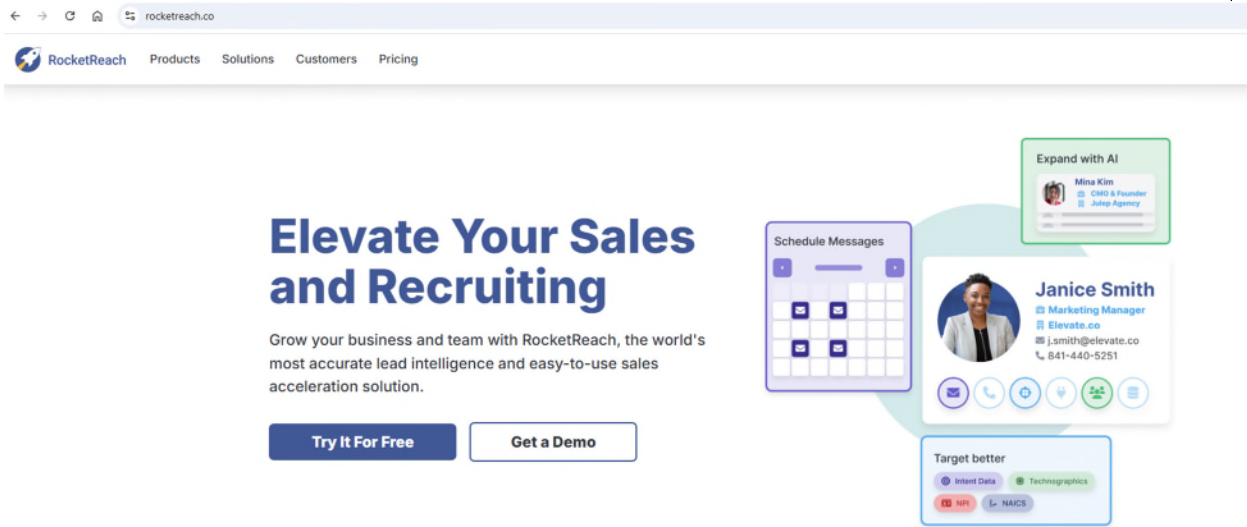 rocketreach.co
RocketReach Products Solutions Customers Pricing
Elevate Your Sales
and Recruiting
Grow your business and team with RocketReach, the world's
most accurate lead intelligence and easy-to-use sales
acceleration solution.
Try It For Free Get a Demo
Schedule Messages
Expand with AI
Mina Kim
CMO & Founder
Julep Agency
Janice Smith
Marketing Manager
Elevate.co
j.smith@elevate.co
841-440-5251
Target better
Intent Data Technographics
NPI NAICS